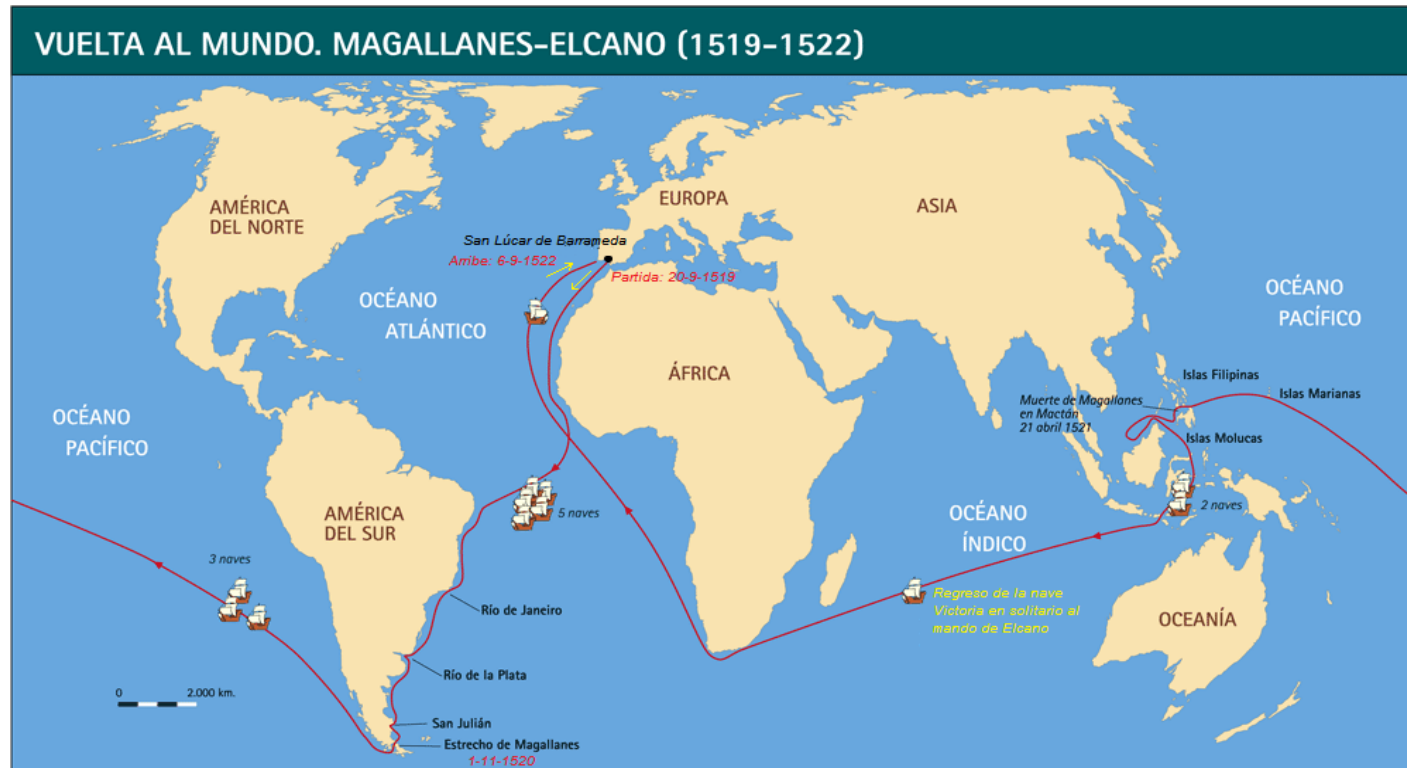 VUELTA AL MUNDO. MAGALLANES-ELCANO (1519-1522)
AMÉRICA
DEL NORTE
EUROPA
ASIA
San Lúcar de Barrameda
Arribe: 6-9-1522
Partida: 20-9-1519
OCÉANO
ATLÁNTICO
OCÉANO
PACÍFICO
ÁFRICA
Islas Filipinas
Islas Marianas
Muerte de Magallanes
en Mactán
21 abril 1521
Islas Molucas
OCÉANO
PACÍFICO
AMÉRICA
DEL SUR
5 naves
2 naves
OCÉANO
ÍNDICO
3 naves
Regreso de la nave
Victoria en solitario al
mando de Elcano
Río de Janeiro
OCEANÍA
Río de la Plata
0 2.000 km.
San Julián
Estrecho de Magallanes
1-11-1520